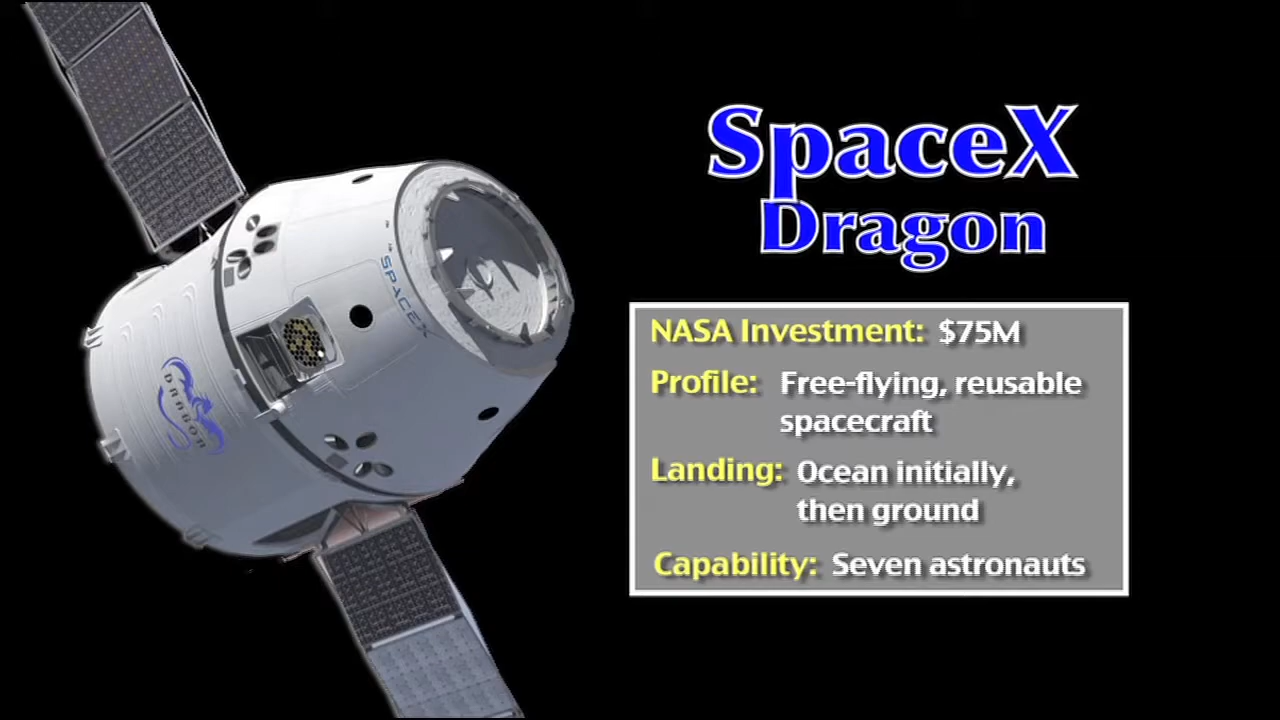 SpaceX
Dragon
NASA Investment: $75M
Profile: Free-flying, reusable
spacecraft
Landing: Ocean initially,
then ground
Capability: Seven astronauts
SPACEX
DRAGON